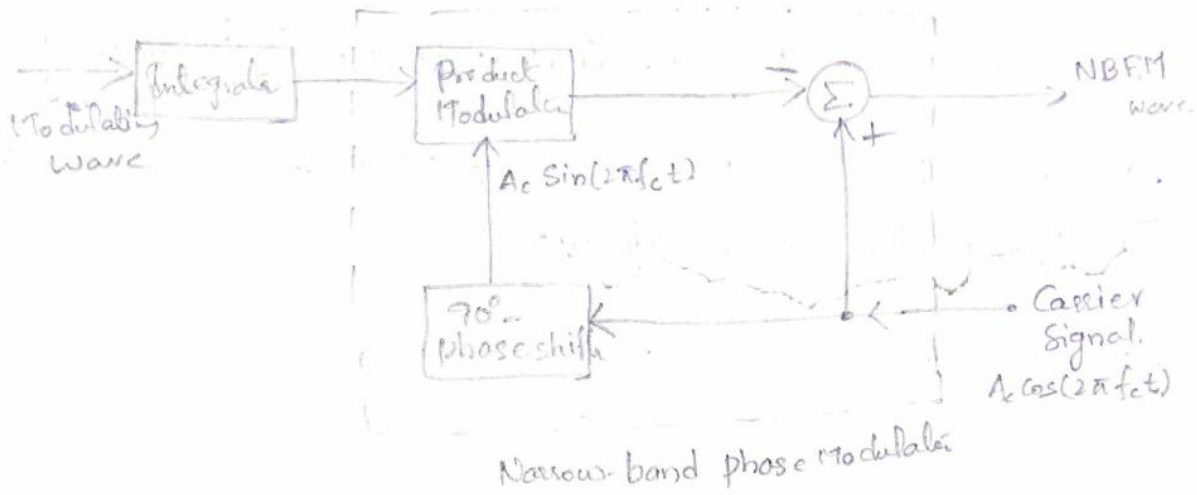 Modulating
wave
Integrator
Product
Modulator
−
Σ
+
NBFM
wave.
Ac Sin(2πfct)
90°-
phase shift
Carrier
Signal.
Ac Cos(2πfct)
Narrow-band phase Modulator